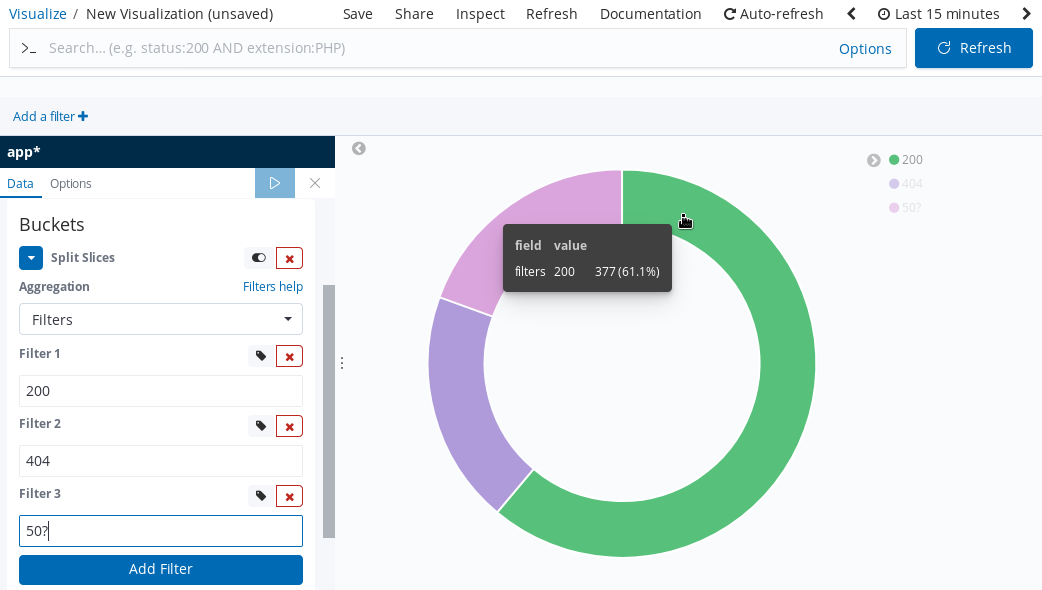 Visualize / New Visualization (unsaved) Save Share Inspect Refresh Documentation Auto-refresh Last 15 minutes
>_ Search... (e.g. status:200 AND extension:PHP) Options Refresh
Add a filter +
app*
Data Options
Buckets
Split Slices
Aggregation Filters help
Filters
Filter 1
200
Filter 2
404
Filter 3
50?
Add Filter
field value
filters 200 377 (61.1%)
200
404
50?